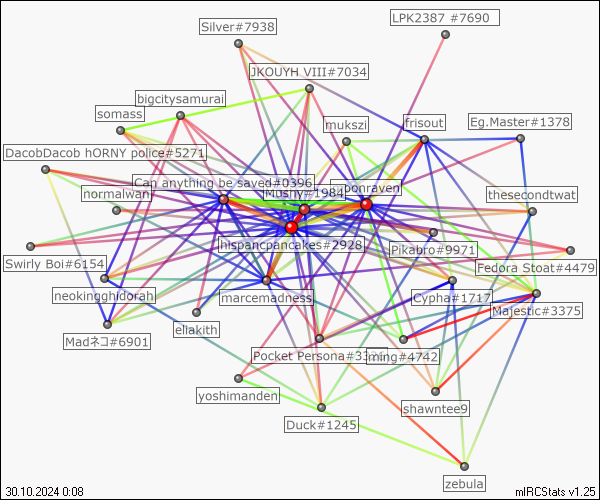 LPK2387 #7690
Silver#7938
JKOUYH VIII#7034
bigcitysamurai
somass
mukszi
frisout
Eg.Master#1378
DacobDacob hORNY police#5271
Can anything be saved#0396
Mushy#1984
ponraven
normalwani
thesecondtwat
hispancpancakes#2928
Pikabro#9971
Swirly Boi#6154
Fedora Stoat#4479
neokingghidorah
marcemadness
Cypha#1717
Majestic#3375
eliakith
Madネコ#6901
Pocket Persona#3
ming#4742
yoshimanden
shawntee9
Duck#1245
zebula
30.10.2024 0:08
mIRCStats v1.25